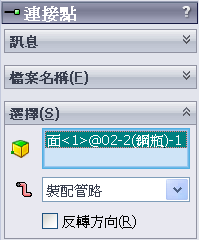 連接點 ?
訊息
檔案名稱(E)
選擇(S)
面<1>@02-2(鋼瓶)-1
裝配管路
反轉方向(R)